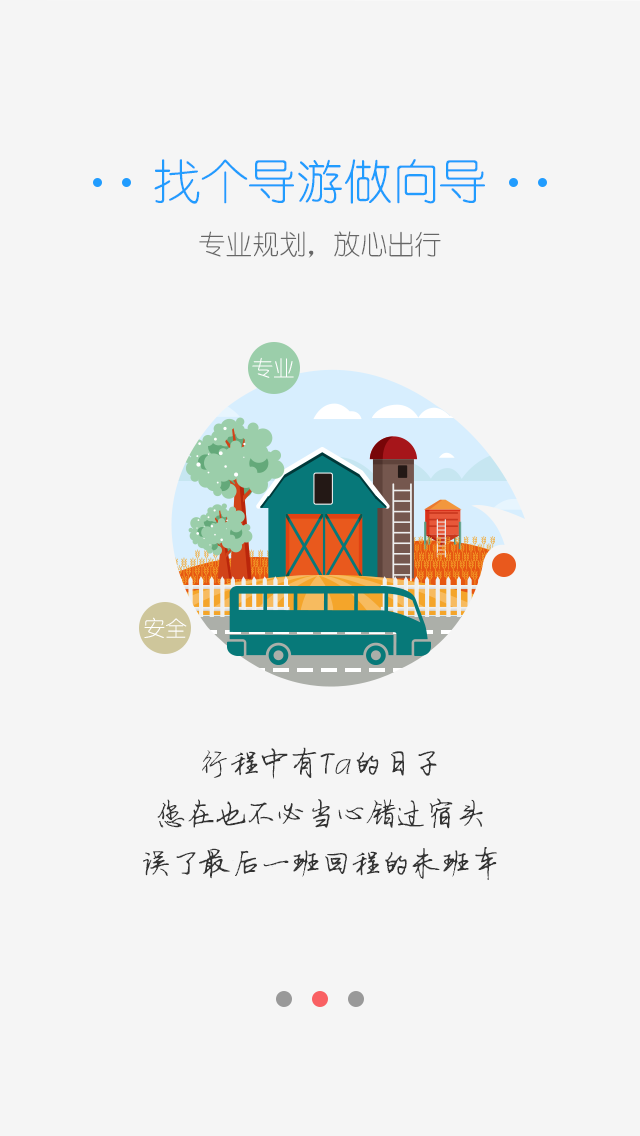 找个导游做向导
专业规划，放心出行
专业
安全
行程中有Ta的日子
您在也不必当心错过宿头
误了最后一班回程的末班车